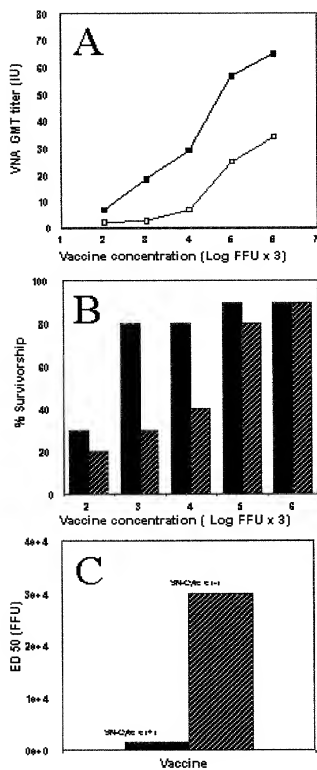 A
VNA GMT titer (IU)
80
70
60
50
40
30
20
10
0
1 2 3 4 5 6 7
Vaccine concentration (Log FFU x 3)
B
% Survivorship
80
60
40
20
0
2 3 4 5 6
Vaccine concentration ( Log FFU x 3)
C
ED 50 (FFU)
4e+4
3e+4
2e+4
1e+4
0e+0
Vaccine